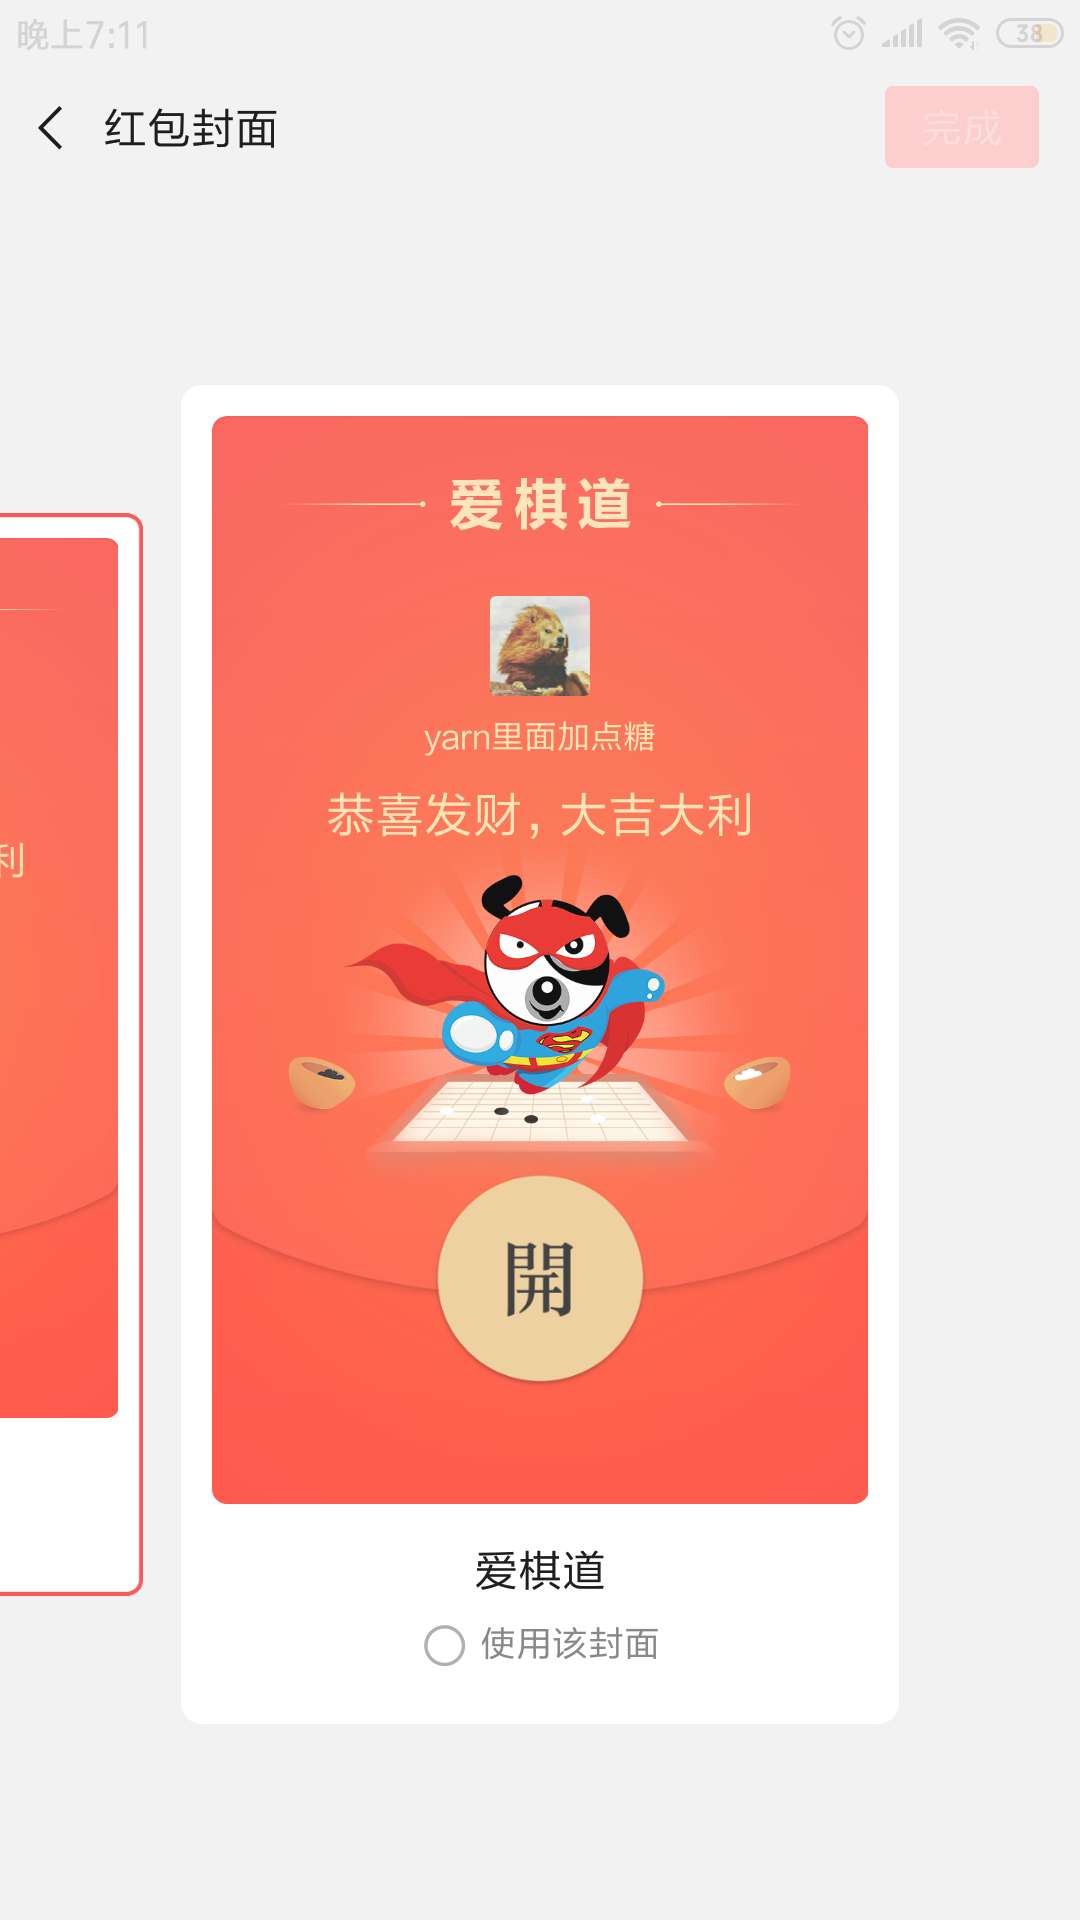 晚上7:11
38
红包封面
完成
爱棋道
yarn里面加点糖
恭喜发财，大吉大利
利
開
爱棋道
使用该封面